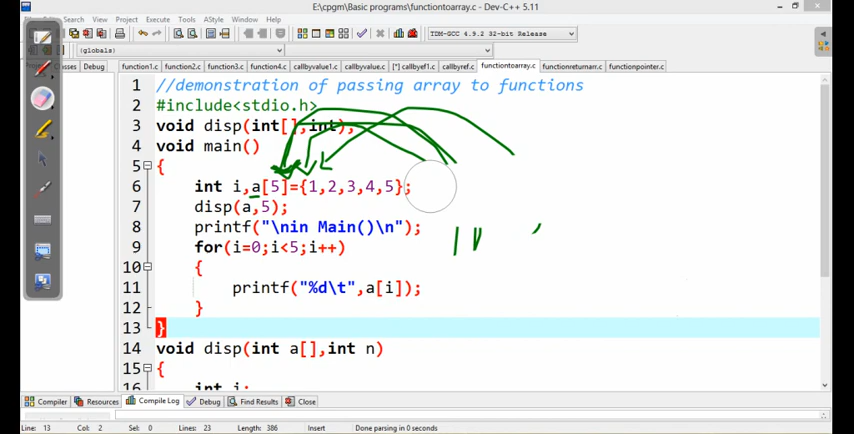 E:\cpgm\Basic programs\functiontoarray.c - Dev-C++ 5.11
Search View Project Execute Tools AStyle Window Help
TDM-GCC 4.9.2 32-bit Release
(globals)
Classes Debug function1.c function2.c function3.c function4.c callbyvalue1.c callbyvalue.c [*] callbyef1.c callbyref.c functiontoarray.c functionreturnarr.c functionpointer.c
1 //demonstration of passing array to functions
2 #include<stdio.h>
3 void disp(int[],int);
4 void main()
5 {
6 int i,a[5]={1,2,3,4,5};
7 disp(a,5);
8 printf("\nin Main()\n");
9 for(i=0;i<5;i++)
10 {
11 printf("%d\t",a[i]);
12 }
13 }
14 void disp(int a[],int n)
15 {
16 int i;
Compiler Resources Compile Log Debug Find Results Close
Line: 13 Col: 2 Sel: 0 Lines: 23 Length: 386 Insert Done parsing in 0 seconds